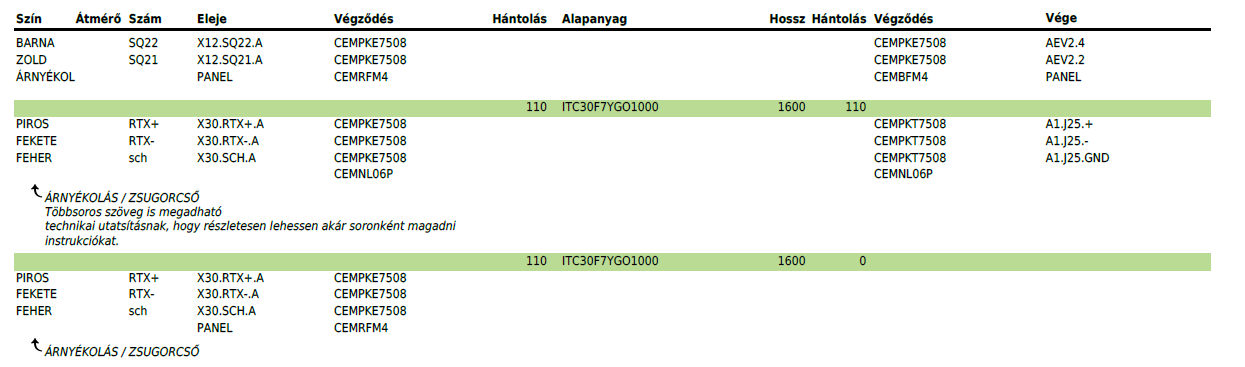 Szín Átmérő Szám Eleje Végződés Hántolás Alapanyag Hossz Hántolás Végződés Vége
BARNA SQ22 X12.SQ22.A CEMPKE7508 CEMPKE7508 AEV2.4
ZOLD SQ21 X12.SQ21.A CEMPKE7508 CEMPKE7508 AEV2.2
ÁRNYÉKOL PANEL CEMRFM4 CEMBFM4 PANEL
110 ITC30F7YGO1000 1600 110
PIROS RTX+ X30.RTX+.A CEMPKE7508 CEMPKT7508 A1.J25.+
FEKETE RTX- X30.RTX-.A CEMPKE7508 CEMPKT7508 A1.J25.-
FEHER sch X30.SCH.A CEMPKE7508 CEMPKT7508 A1.J25.GND
CEMNL06P CEMNL06P
ÁRNYÉKOLÁS / ZSUGORCSŐ
Többsoros szöveg is megadható
technikai utatsításnak, hogy részletesen lehessen akár soronként magadni
instrukciókat.
110 ITC30F7YGO1000 1600 0
PIROS RTX+ X30.RTX+.A CEMPKE7508
FEKETE RTX- X30.RTX-.A CEMPKE7508
FEHER sch X30.SCH.A CEMPKE7508
PANEL CEMRFM4
ÁRNYÉKOLÁS / ZSUGORCSŐ